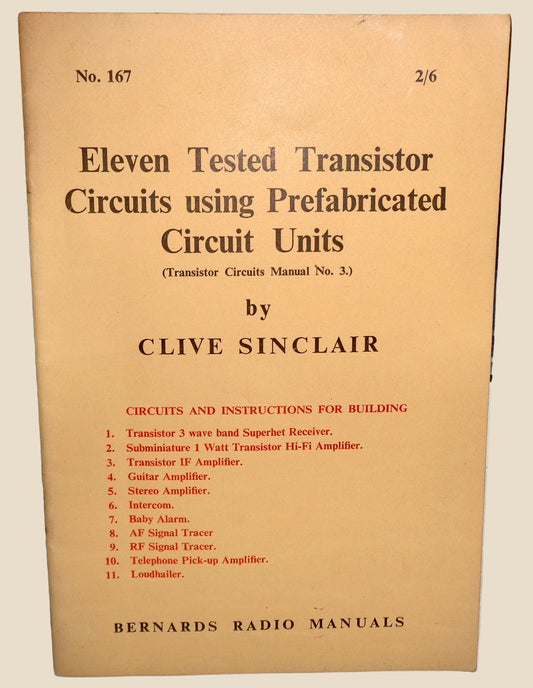 No. 167 2/6
Eleven Tested Transistor
Circuits using Prefabricated
Circuit Units
(Transistor Circuits Manual No. 3.)
by
CLIVE SINCLAIR
CIRCUITS AND INSTRUCTIONS FOR BUILDING
1. Transistor 3 wave band Superhet Receiver.
2. Subminiature 1 Watt Transistor Hi-Fi Amplifier.
3. Transistor IF Amplifier.
4. Guitar Amplifier.
5. Stereo Amplifier.
6. Intercom.
7. Baby Alarm.
8. AF Signal Tracer
9. RF Signal Tracer.
10. Telephone Pick-up Amplifier.
11. Loudhailer.
BERNARDS RADIO MANUALS